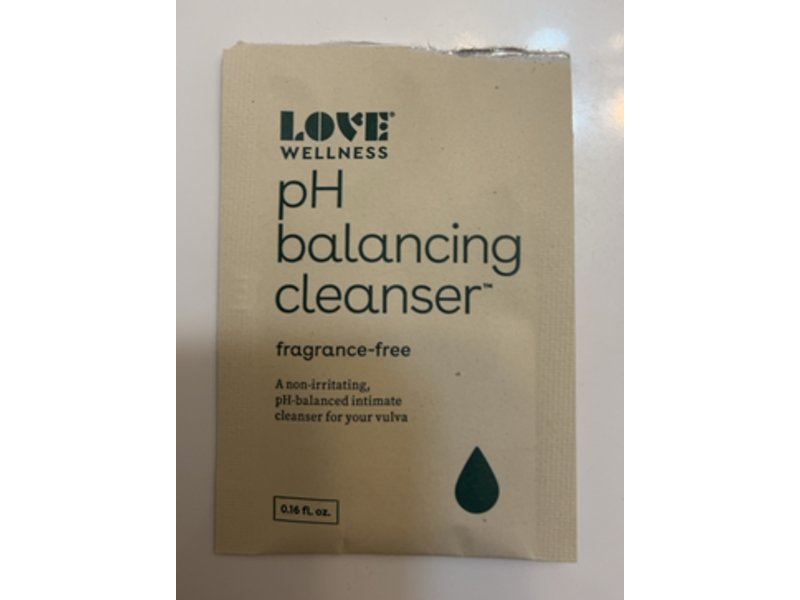 LOVE®
WELLNESS
pH
balancing
cleanser™
fragrance-free
A non-irritating,
pH-balanced intimate
cleanser for your vulva
0.16 fl. oz.